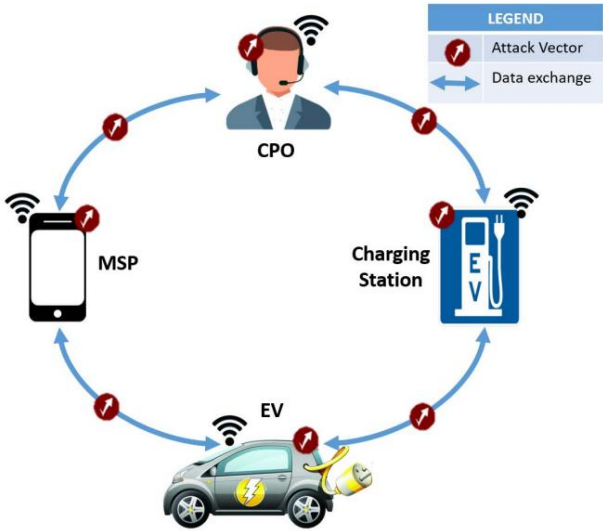 LEGEND
Attack Vector
Data exchange
CPO
MSP
Charging
Station
E
V
EV